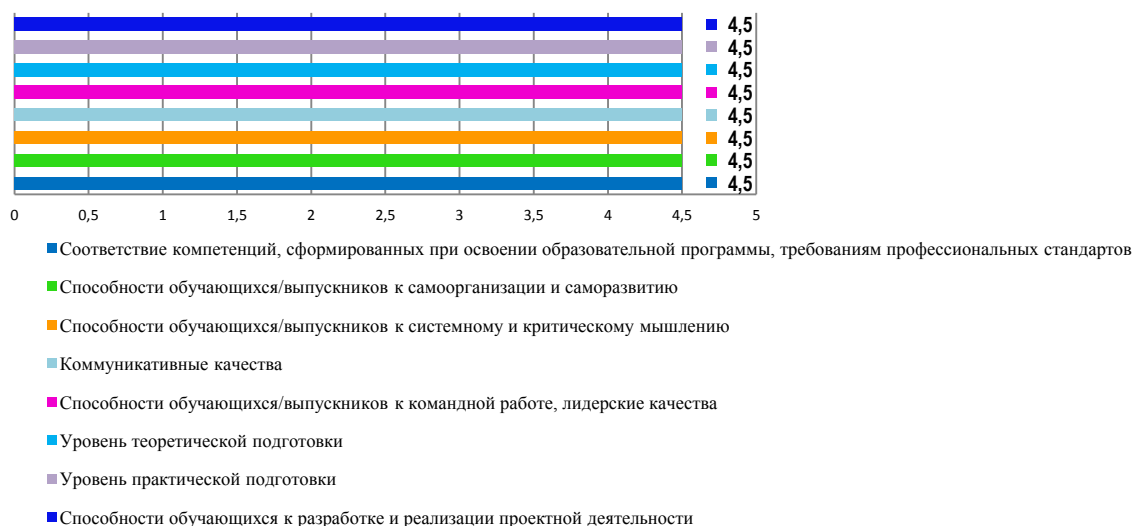 4,5
4,5
4,5
4,5
4,5
4,5
4,5
4,5
0 0,5 1 1,5 2 2,5 3 3,5 4 4,5 5
Соответствие компетенций, сформированных при освоении образовательной программы, требованиям профессиональных стандартов
Способности обучающихся/выпускников к самоорганизации и саморазвитию
Способности обучающихся/выпускников к системному и критическому мышлению
Коммуникативные качества
Способности обучающихся/выпускников к командной работе, лидерские качества
Уровень теоретической подготовки
Уровень практической подготовки
Способности обучающихся к разработке и реализации проектной деятельности